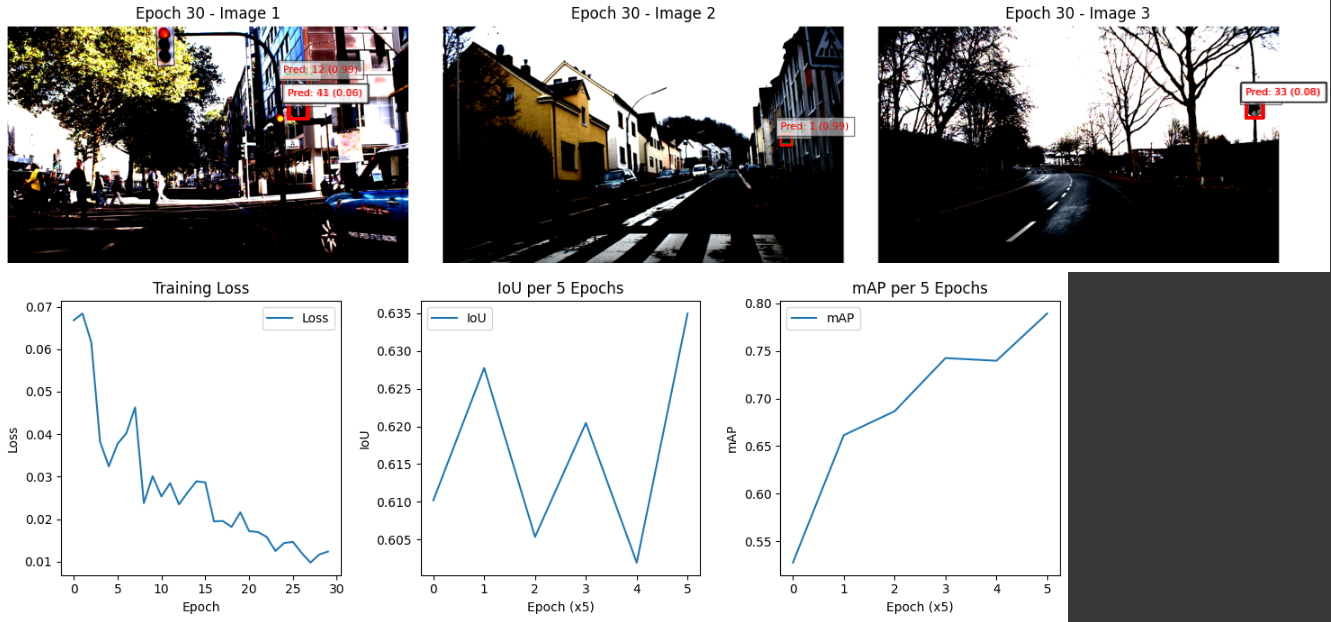 Epoch 30 - Image 1
Pred: 12 (0.99)
Pred: 41 (0.06)
A
Epoch 30 - Image 2
Pred: 1 (0.99)
Epoch 30 - Image 3
Pred: 33 (0.08)
Training Loss
Loss
0.07
0.06
0.05
0.04
0.03
0.02
0.01
Loss
0 5 10 15 20 25 30
Epoch
IoU per 5 Epochs
IoU
0.635
0.630
0.625
0.620
0.615
0.610
0.605
IoU
0 1 2 3 4 5
Epoch (x5)
mAP per 5 Epochs
mAP
0.80
0.75
0.70
0.65
0.60
0.55
mAP
0 1 2 3 4 5
Epoch (x5)